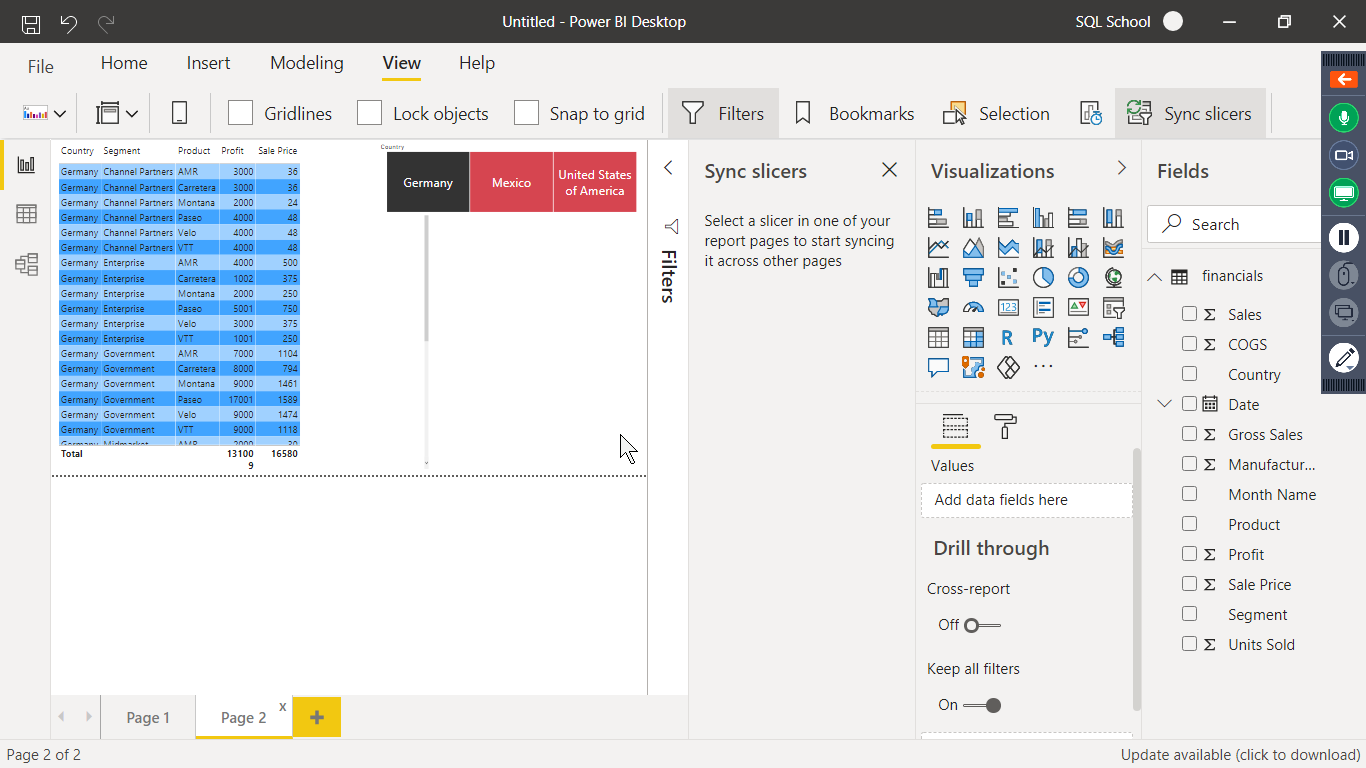 Untitled - Power BI Desktop
SQL School
File
Home
Insert
Modeling
View
Help
Gridlines
Lock objects
Snap to grid
Filters
Bookmarks
Selection
Sync slicers
Country Segment Product Profit Sale Price
Germany Channel Partners AMR 3000 36
Germany Channel Partners Carretera 3000 36
Germany Channel Partners Montana 2000 24
Germany Channel Partners Paseo 4000 48
Germany Channel Partners Velo 4000 48
Germany Channel Partners VTT 4000 48
Germany Enterprise AMR 4000 500
Germany Enterprise Carretera 1002 375
Germany Enterprise Montana 2000 250
Germany Enterprise Paseo 5001 750
Germany Enterprise Velo 3000 375
Germany Enterprise VTT 1001 250
Germany Government AMR 7000 1104
Germany Government Carretera 8000 794
Germany Government Montana 9000 1461
Germany Government Paseo 17001 1589
Germany Government Velo 9000 1474
Germany Government VTT 9000 1118
Germany Midmarket AMR 2000 30
Total 13100 16580
9
Country
Germany
Mexico
United States
of America
Filters
Sync slicers
Select a slicer in one of your
report pages to start syncing
it across other pages
Visualizations
123
R
Py
Values
Add data fields here
Drill through
Cross-report
Off
Keep all filters
On
Fields
Search
financials
Σ Sales
Σ COGS
Country
Date
Σ Gross Sales
Σ Manufactur...
Month Name
Product
Σ Profit
Σ Sale Price
Segment
Σ Units Sold
Page 1
Page 2
x
+
Page 2 of 2
Update available (click to download)